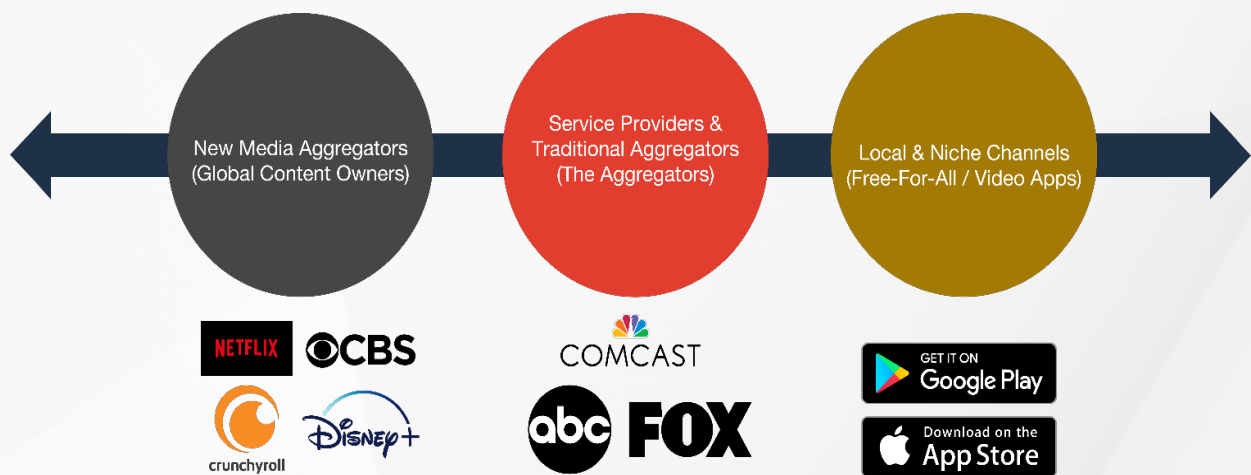 New Media Aggregators
(Global Content Owners)
Service Providers &
Traditional Aggregators
(The Aggregators)
Local & Niche Channels
(Free-For-All / Video Apps)
NETFLIX
CBS
crunchyroll
Disney+
COMCAST
abc
FOX
GET IT ON
Google Play
Download on the
App Store